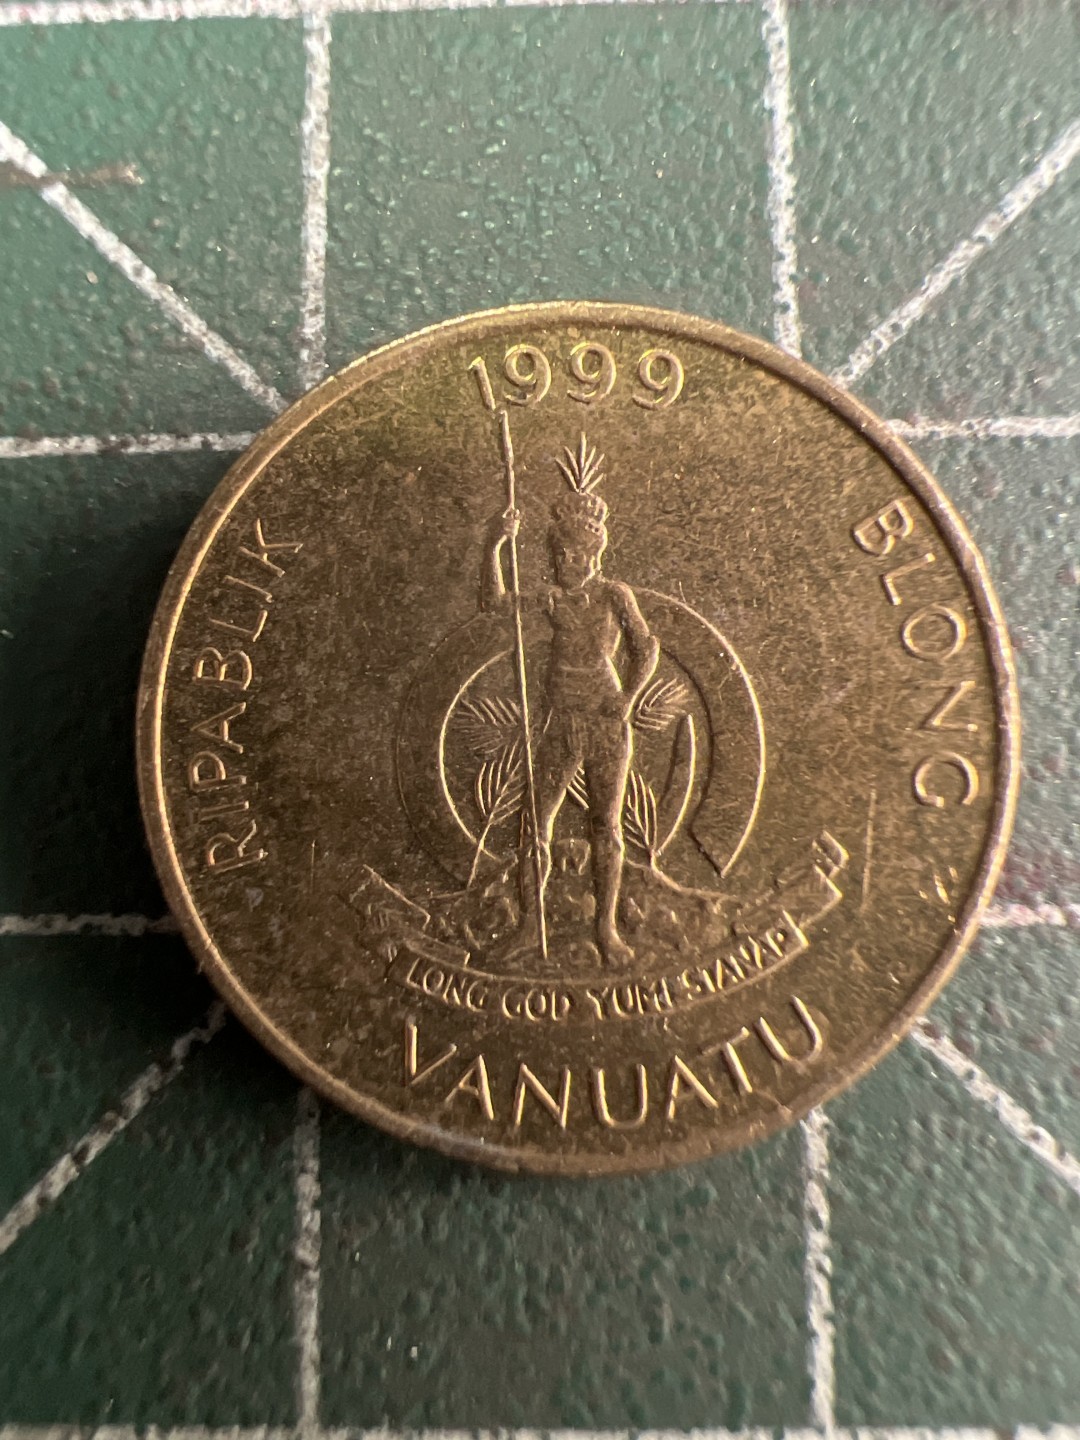 1999
RIPABLIK
BLONG
LONG GOD YUMI STANAP
VANUATU